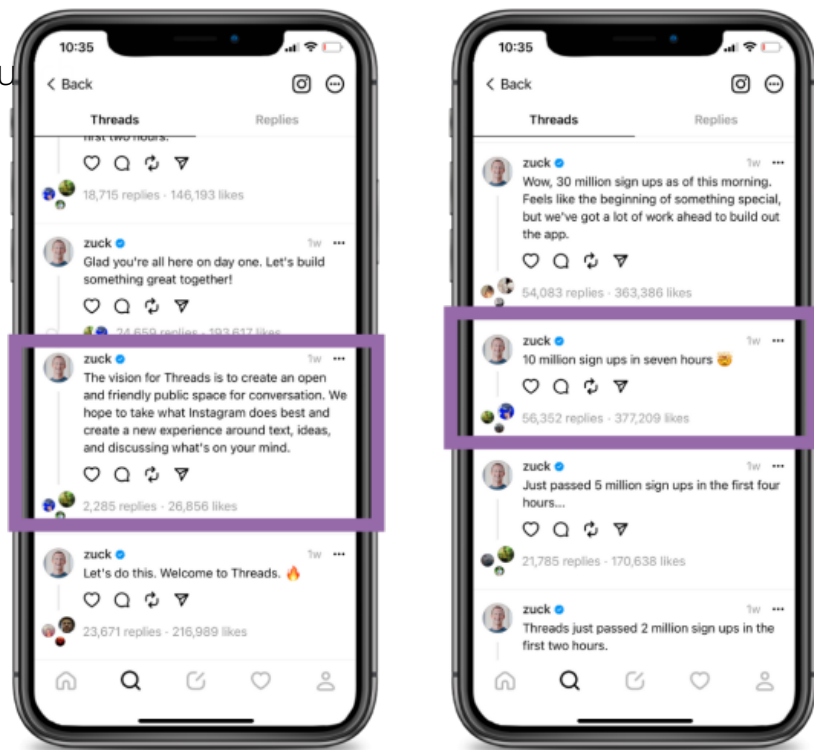 u
10:35
< Back
Threads Replies
first two hours.
18,715 replies · 146,193 likes
zuck 1w
Glad you're all here on day one. Let's build
something great together!
24,659 replies · 193,617 likes
zuck 1w
The vision for Threads is to create an open
and friendly public space for conversation. We
hope to take what Instagram does best and
create a new experience around text, ideas,
and discussing what's on your mind.
2,285 replies · 26,856 likes
zuck 1w
Let's do this. Welcome to Threads. 🔥
23,671 replies · 216,989 likes
10:35
< Back
Threads Replies
zuck 1w
Wow, 30 million sign ups as of this morning.
Feels like the beginning of something special,
but we've got a lot of work ahead to build out
the app.
54,083 replies · 363,386 likes
zuck 1w
10 million sign ups in seven hours 🤯
56,352 replies · 377,209 likes
zuck 1w
Just passed 5 million sign ups in the first four
hours...
21,785 replies · 170,638 likes
zuck 1w
Threads just passed 2 million sign ups in the
first two hours.